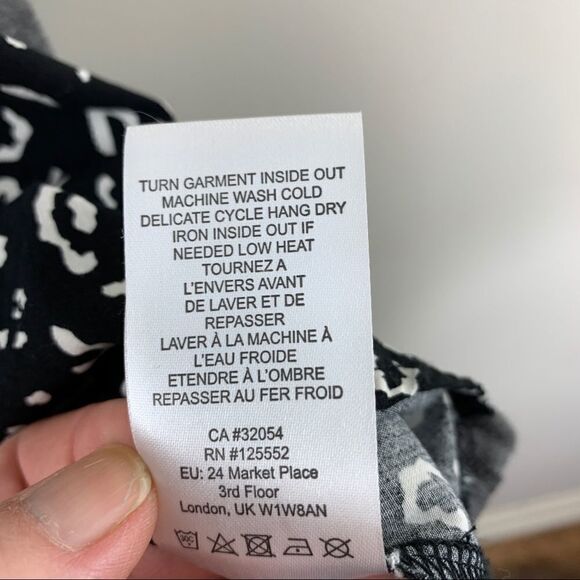 TURN GARMENT INSIDE OUT
MACHINE WASH COLD
DELICATE CYCLE HANG DRY
IRON INSIDE OUT IF
NEEDED LOW HEAT
TOURNEZ A
L'ENVERS AVANT
DE LAVER ET DE
REPASSER
LAVER À LA MACHINE À
L'EAU FROIDE
ETENDRE À L'OMBRE
REPASSER AU FER FROID
CA #32054
RN #125552
EU: 24 Market Place
3rd Floor
London, UK W1W8AN